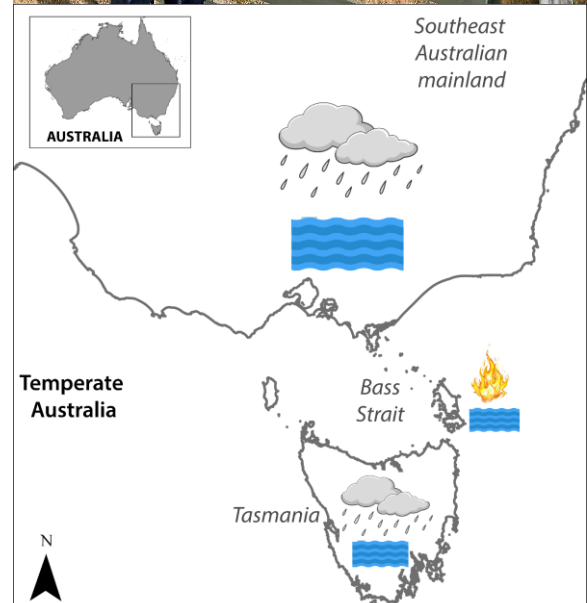 Southeast
Australian
mainland
AUSTRALIA
Temperate
Australia
Bass
Strait
Tasmania
N